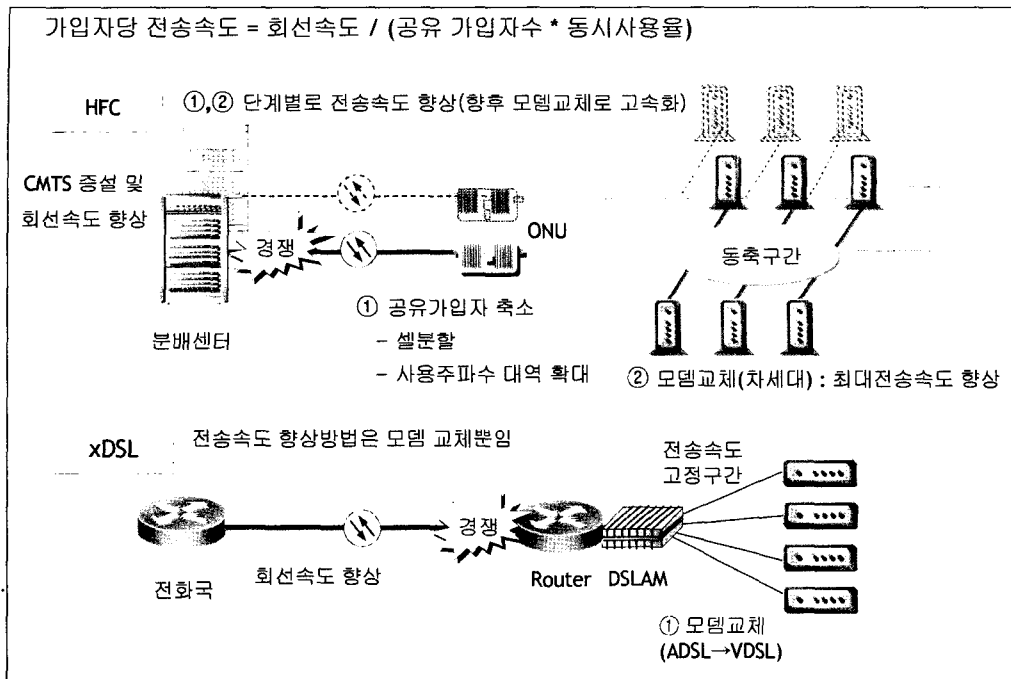 가입자당 전송속도 = 회선속도 / (공유 가입자수 * 동시사용율)
HFC
①,② 단계별로 전송속도 향상(향후 모뎀교체로 고속화)
CMTS 증설 및
회선속도 향상
경쟁
ONU
동축구간
분배센터
① 공유가입자 축소
- 셀분할
- 사용주파수 대역 확대
② 모뎀교체(차세대) : 최대전송속도 향상
xDSL
전송속도 향상방법은 모뎀 교체뿐임
전송속도
고정구간
경쟁
전화국
회선속도 향상
Router
DSLAM
① 모뎀교체
(ADSL→VDSL)